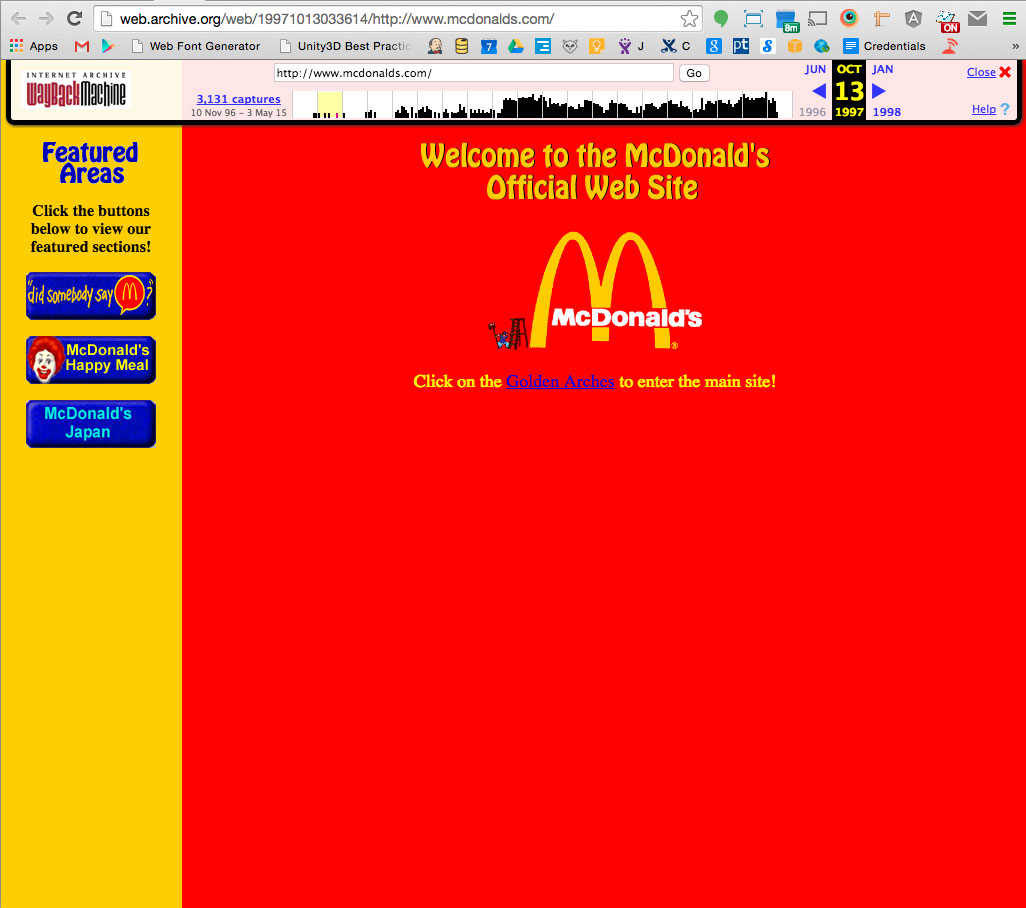 web.archive.org/web/19971013033614/http://www.mcdonalds.com/
8m
ON
Apps
Web Font Generator
Unity3D Best Practic
7
J
C
8
pt
Credentials
»
INTERNET ARCHIVE
WayBackMachine
http://www.mcdonalds.com/
Go
3,131 captures
10 Nov 96 – 3 May 15
JUN
OCT
JAN
13
1996
1997
1998
Close
Help ?
Featured
Areas
Click the buttons
below to view our
featured sections!
"did somebody say M?"
McDonald's
Happy Meal
McDonald's
Japan
Welcome to the McDonald's
Official Web Site
McDonald's
®
Click on the Golden Arches to enter the main site!